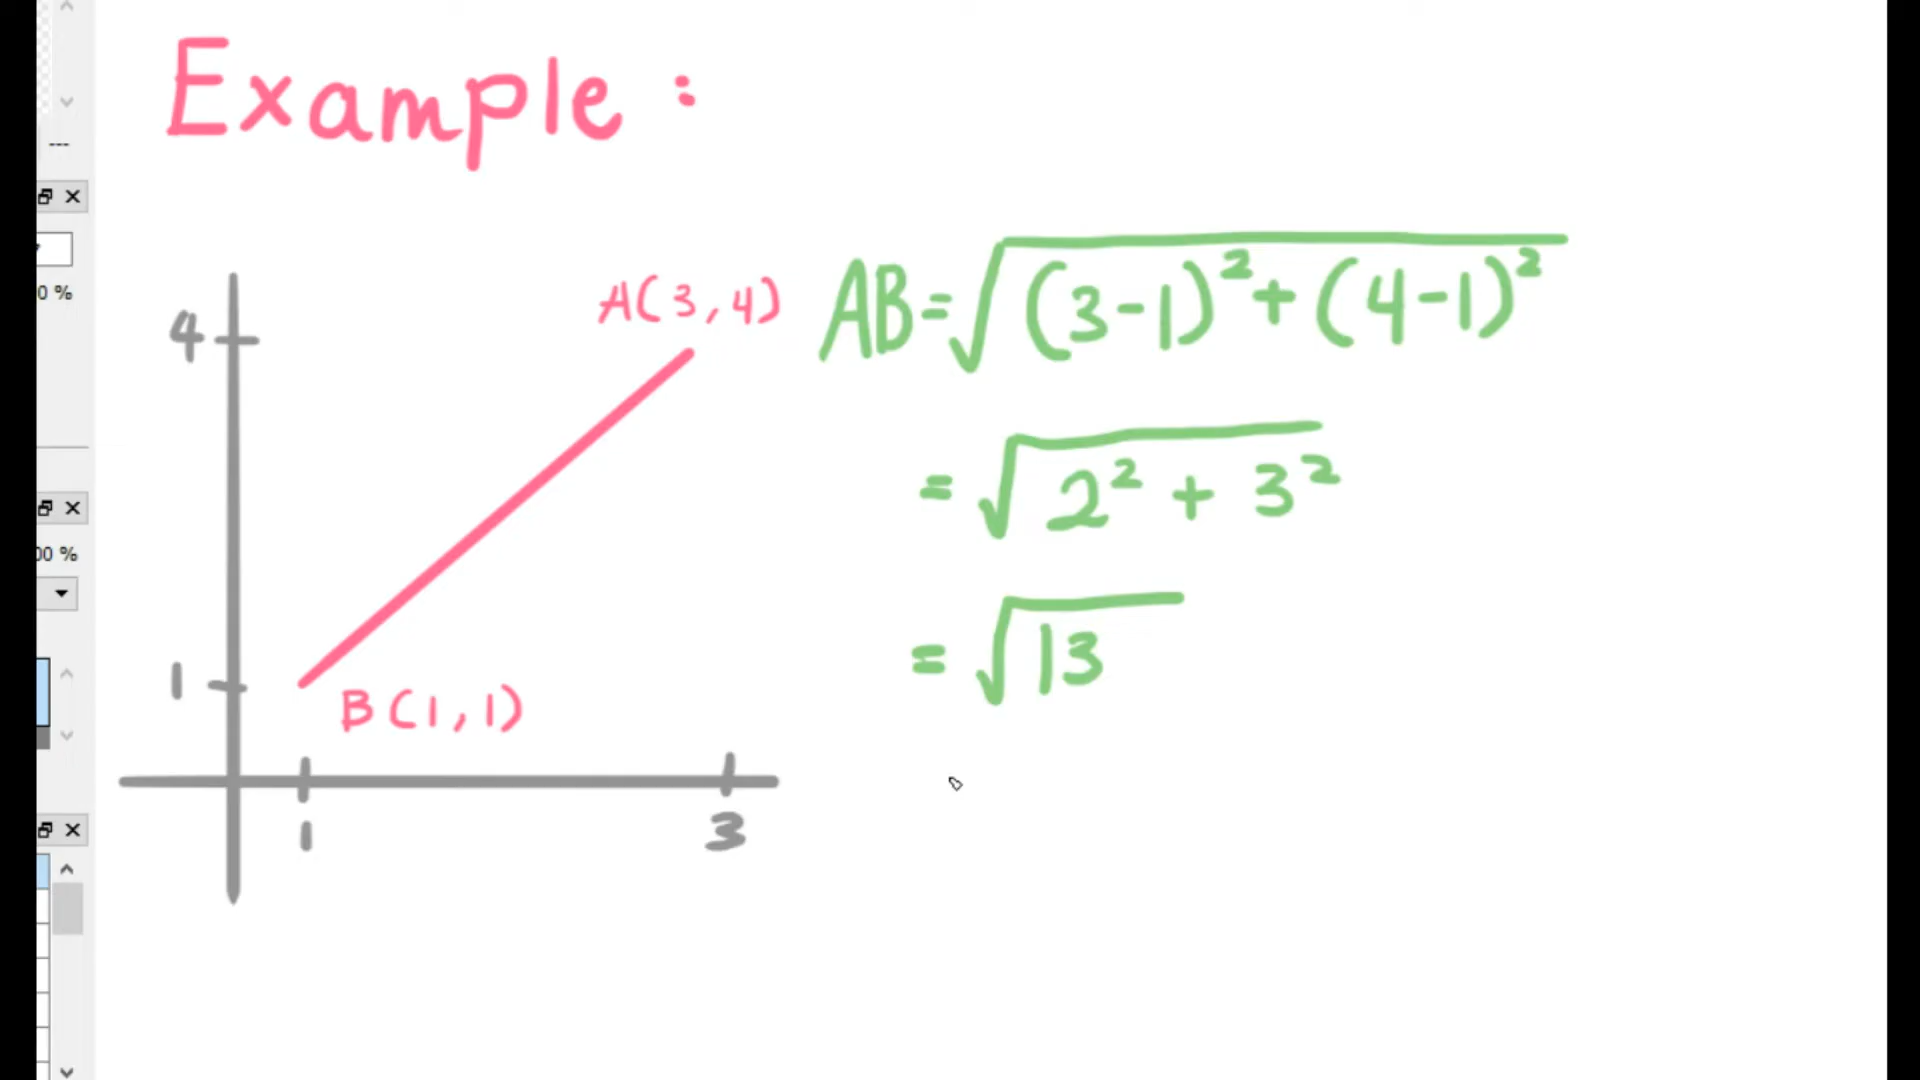 Example :
---
0 %
00 %
4
A(3,4)
AB=√(3-1)²+(4-1)²
= √2² + 3²
= √13
1
B(1,1)
1
3